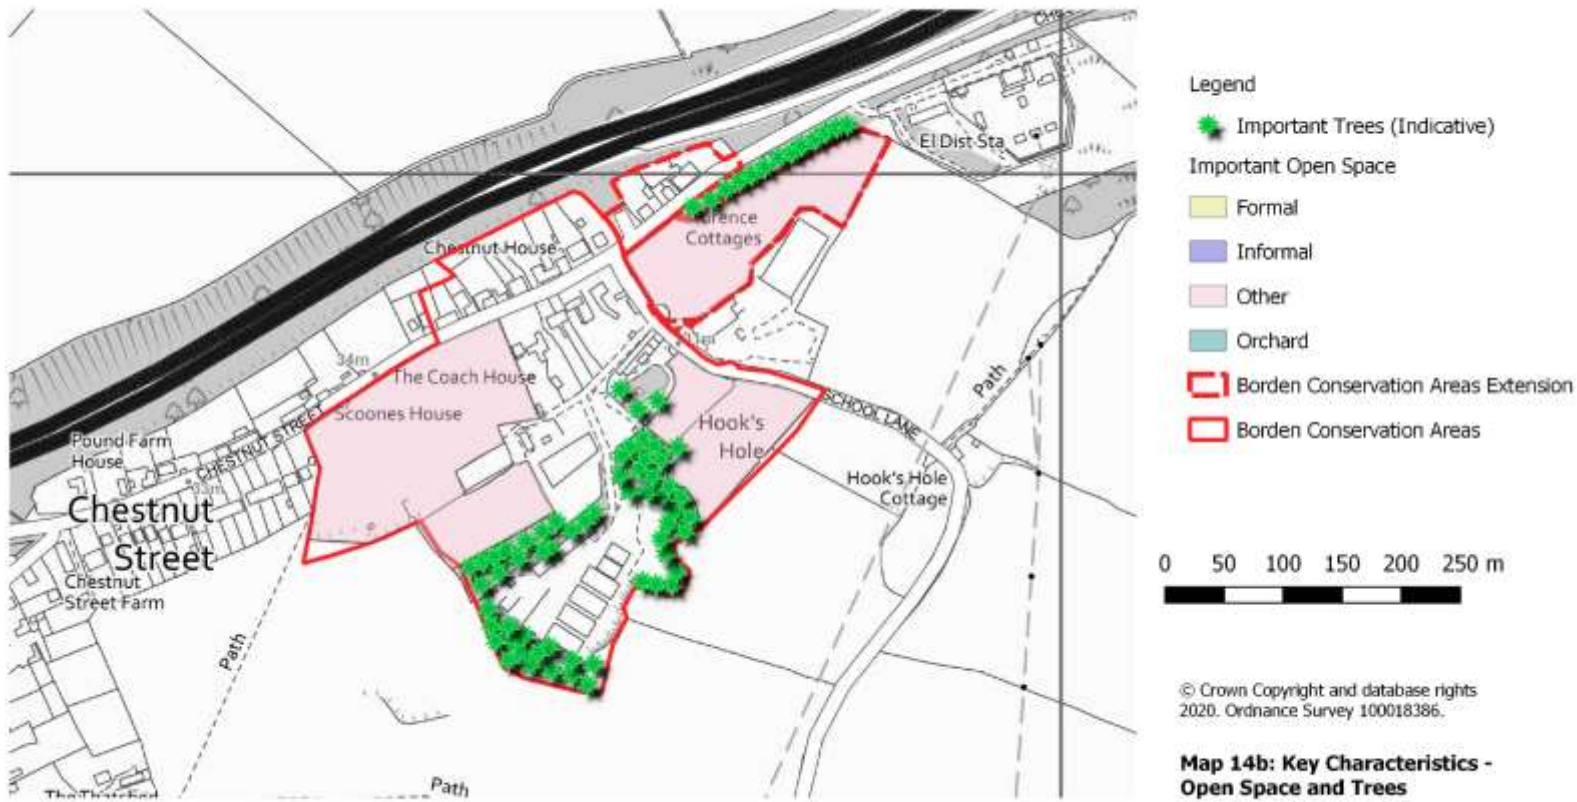 CH
El Dist Sta
Cottages
Chestnut House
11m
34m
The Coach House
Scoones House
CHESTNUT STREET
Pound Farm
House
33m
Chestnut
Street
Chestnut
Street Farm
Path
Path
Path
Hook's
Hole
SCHOOL LANE
Hook's Hole
Cottage
Legend
Important Trees (Indicative)
Important Open Space
Formal
Informal
Other
Orchard
Borden Conservation Areas Extension
Borden Conservation Areas
0 50 100 150 200 250 m
© Crown Copyright and database rights
2020. Ordnance Survey 100018386.
Map 14b: Key Characteristics -
Open Space and Trees